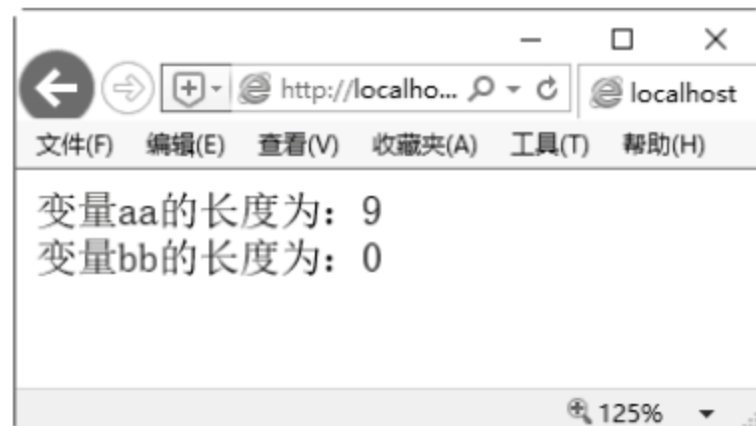 http://localho...
localhost
文件(F) 编辑(E) 查看(V) 收藏夹(A) 工具(T) 帮助(H)
变量aa的长度为：9
变量bb的长度为：0
125%